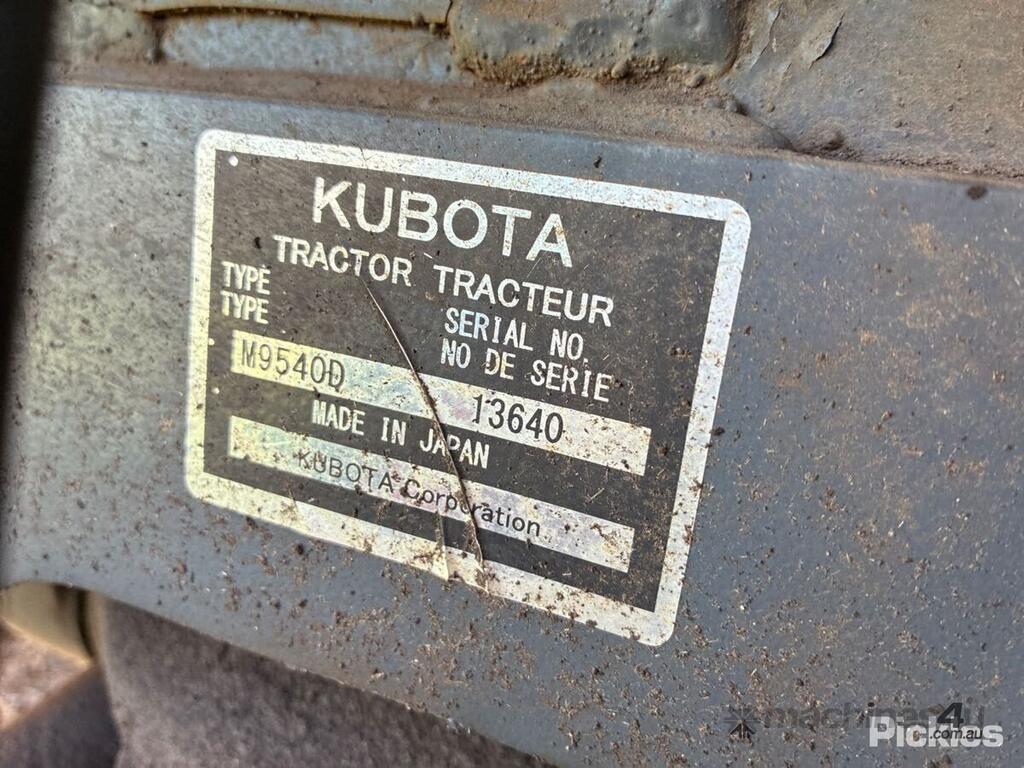 KUBOTA
TRACTOR TRACTEUR
TYPE SERIAL NO.
TYPE NO DE SERIE
M9540D 13640
MADE IN JAPAN
KUBOTA Corporation
machines4u
.com.au
Pickles